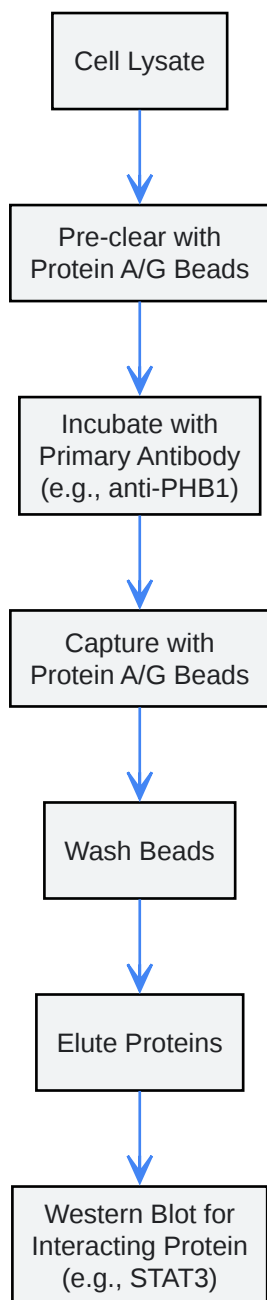 Cell Lysate
Pre-clear with
Protein A/G Beads
Incubate with
Primary Antibody
(e.g., anti-PHB1)
Capture with
Protein A/G Beads
Wash Beads
Elute Proteins
Western Blot for
Interacting Protein
(e.g., STAT3)